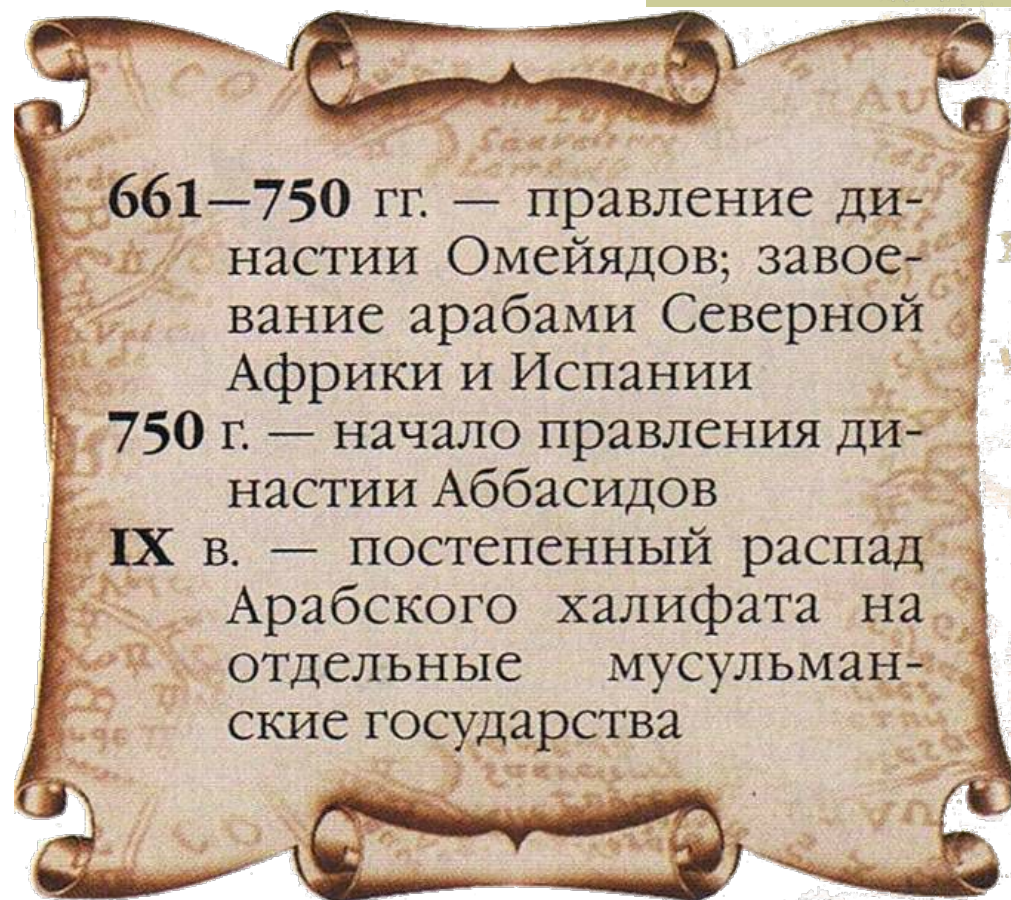 661—750 гг. — правление ди-
настии Омейядов; завое-
вание арабами Северной
Африки и Испании
750 г. — начало правления ди-
настии Аббасидов
IX в. — постепенный распад
Арабского халифата на
отдельные мусульман-
ские государства